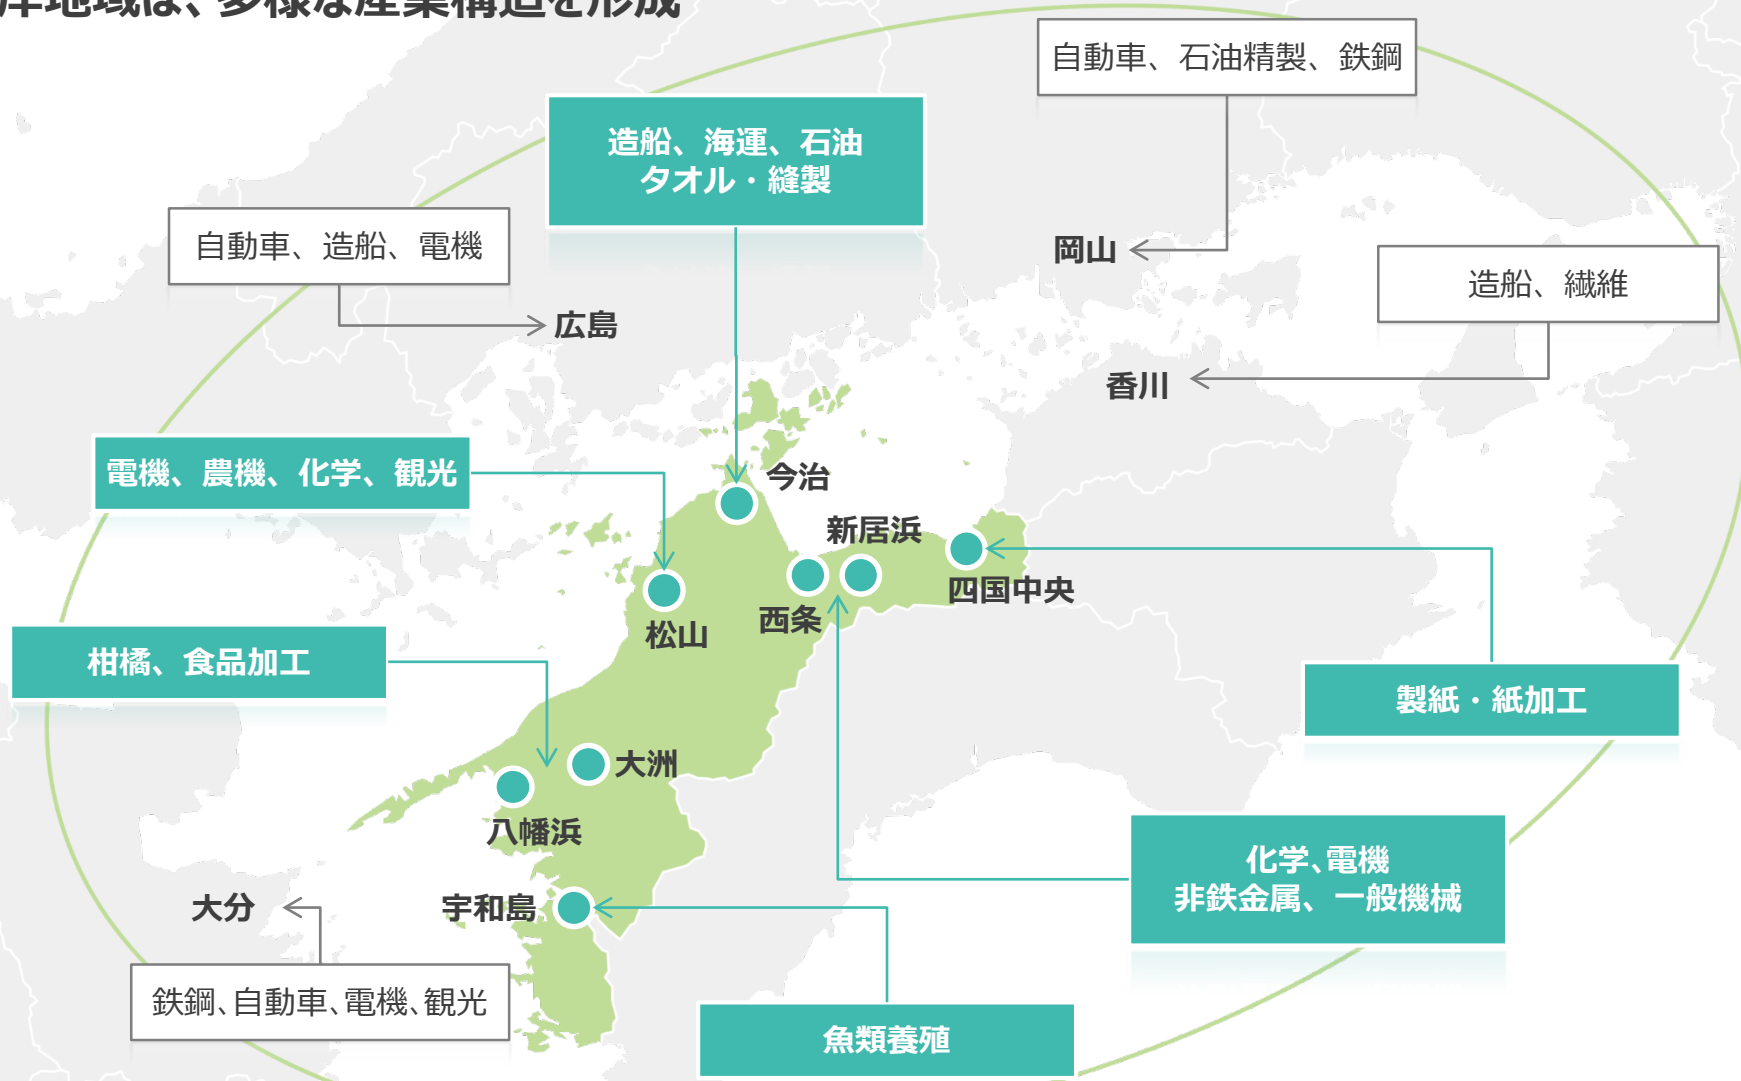 岸地域は、多様な産業構造を形成
自動車、石油精製、鉄鋼
造船、海運、石油
タオル・縫製
自動車、造船、電機
岡山
造船、繊維
広島
香川
電機、農機、化学、観光
今治
新居浜
四国中央
西条
松山
柑橘、食品加工
製紙・紙加工
大洲
八幡浜
化学、電機
非鉄金属、一般機械
大分
宇和島
鉄鋼、自動車、電機、観光
魚類養殖